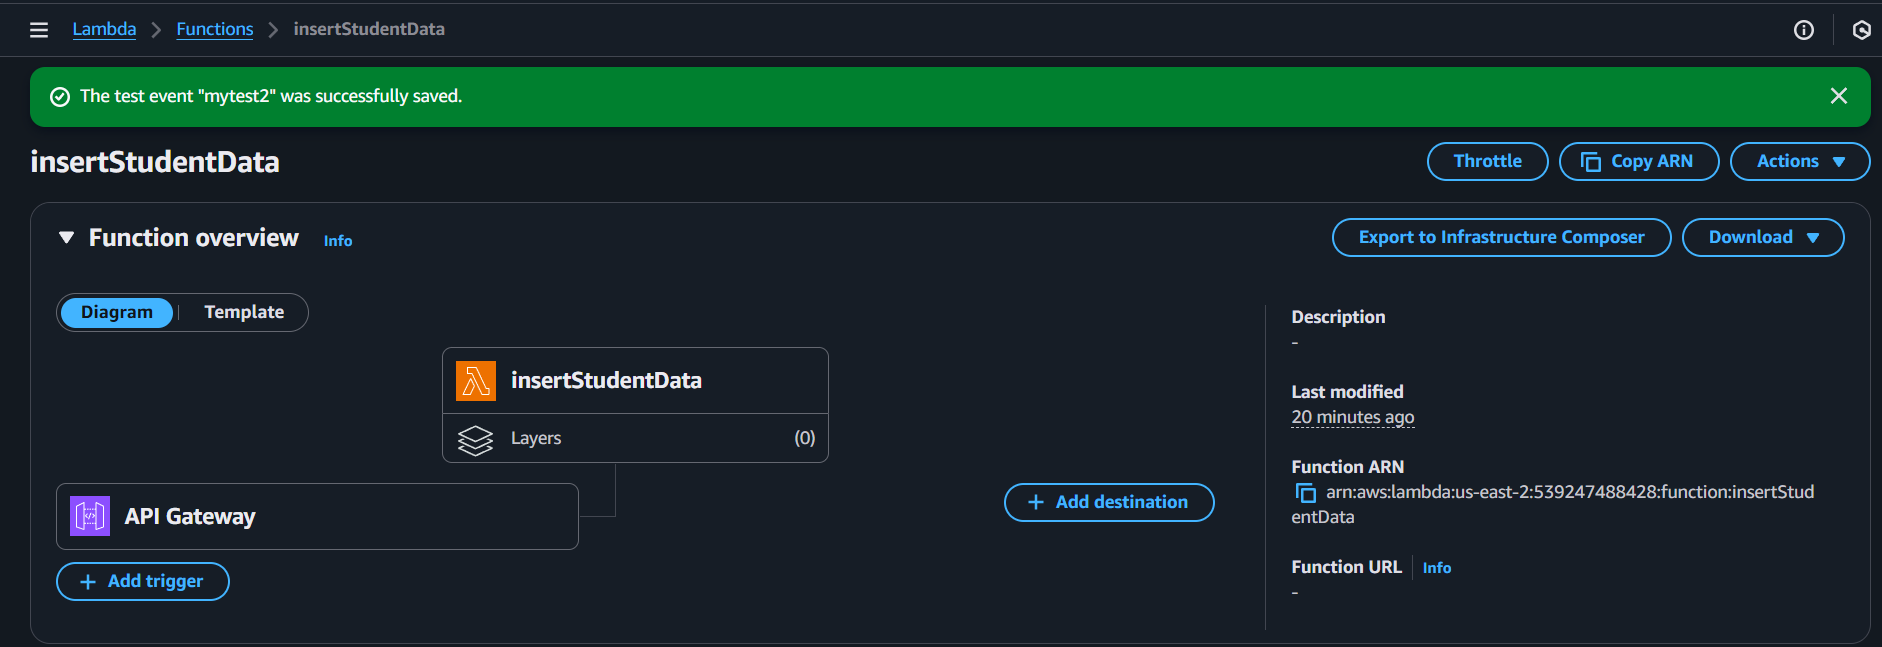 Lambda > Functions > insertStudentData
The test event "mytest2" was successfully saved.
insertStudentData
Throttle
Copy ARN
Actions
Function overview Info
Export to Infrastructure Composer
Download
Diagram
Template
insertStudentData
Layers (0)
API Gateway
+ Add trigger
+ Add destination
Description
-
Last modified
20 minutes ago
Function ARN
arn:aws:lambda:us-east-2:539247488428:function:insertStud
entData
Function URL Info
-